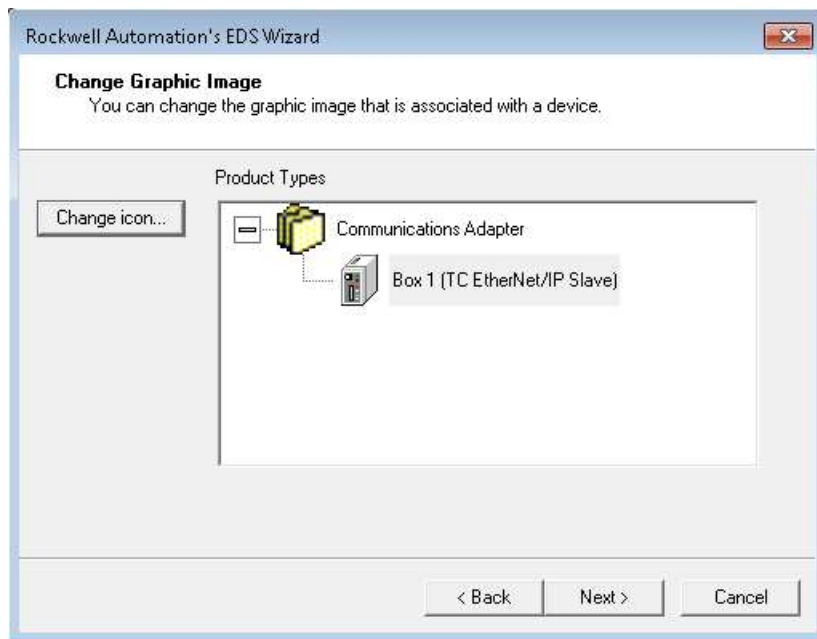 Rockwell Automation's EDS Wizard
Change Graphic Image
You can change the graphic image that is associated with a device.
Product Types
Change icon...
Communications Adapter
Box 1 (TC EtherNet/IP Slave)
< Back
Next >
Cancel